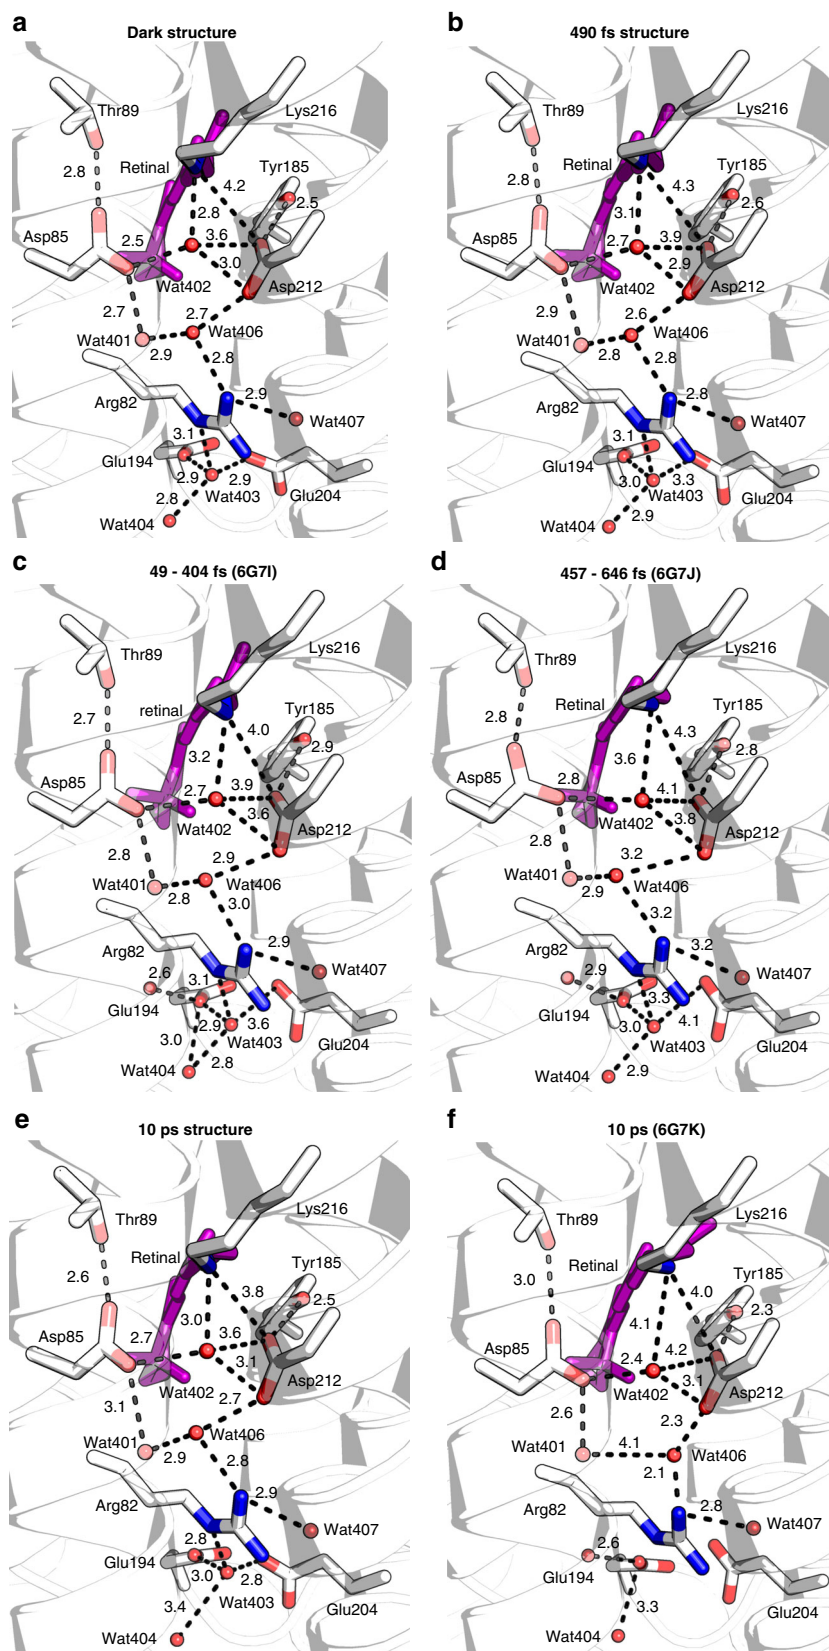 a
Dark structure
Thr89
Lys216
2.8
Retinal
Tyr185
4.2
2.5
2.8
Asp85
2.5
3.6
3.0
Wat402
Asp212
2.7
2.7
Wat401
Wat406
2.9
2.8
Arg82
2.9
Wat407
3.1
Glu194
2.9
2.9
Wat403
2.8
Glu204
Wat404
b
490 fs structure
Thr89
Lys216
2.8
Retinal
Tyr185
4.3
2.6
3.1
Asp85
2.7
3.9
2.9
Wat402
Asp212
2.9
2.6
Wat401
Wat406
2.8
2.8
Arg82
2.8
Wat407
3.1
Glu194
3.0
3.3
Wat403
Glu204
2.9
Wat404
c
49 - 404 fs (6G7I)
Thr89
Lys216
2.7
retinal
Tyr185
4.0
2.9
3.2
Asp85
2.7
3.9
3.6
Wat402
Asp212
2.8
2.9
Wat401
Wat406
2.8
3.0
Arg82
2.9
Wat407
2.6
3.1
Glu194
2.9
3.6
3.0
Wat403
Glu204
2.8
Wat404
d
457 - 646 fs (6G7J)
Thr89
Lys216
2.8
Retinal
Tyr185
4.3
2.8
3.6
Asp85
2.8
4.1
3.8
Wat402
Asp212
2.8
3.2
Wat401
Wat406
2.9
3.2
Arg82
3.2
Wat407
2.9
3.3
Glu194
3.0
4.1
Wat403
Glu204
2.9
Wat404
e
10 ps structure
Thr89
Lys216
2.6
Retinal
Tyr185
3.8
2.5
3.0
Asp85
2.7
3.6
3.1
Wat402
Asp212
3.1
2.7
Wat401
Wat406
2.9
2.8
Arg82
2.9
Wat407
2.8
Glu194
3.0
2.8
Wat403
3.4
Glu204
Wat404
f
10 ps (6G7K)
Thr89
Lys216
3.0
Retinal
Tyr185
4.0
2.3
4.1
Asp85
2.4
4.2
3.1
Wat402
Asp212
2.6
2.3
Wat401
4.1
Wat406
2.1
Arg82
2.8
Wat407
2.6
Glu194
3.3
Wat404
Glu204